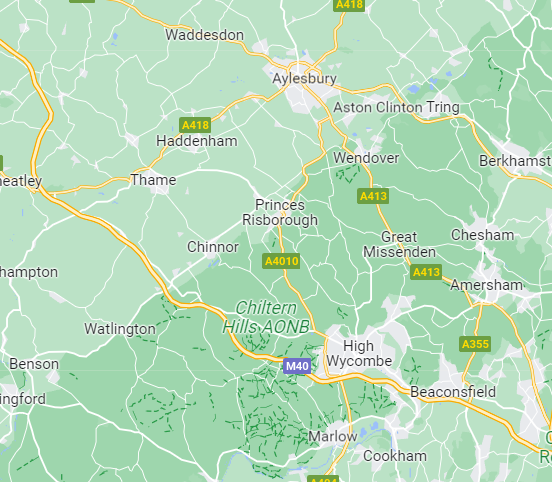 A418
Waddesdon
Aylesbury
Aston Clinton
Tring
A418
Haddenham
Wendover
Berkhamst
eatley
Thame
A413
Princes
Risborough
Great
Missenden
Chesham
Chinnor
A4010
A413
hampton
Amersham
Chiltern
Hills AONB
Watlington
High
Wycombe
A355
Benson
M40
Beaconsfield
ingford
Marlow
Cookham